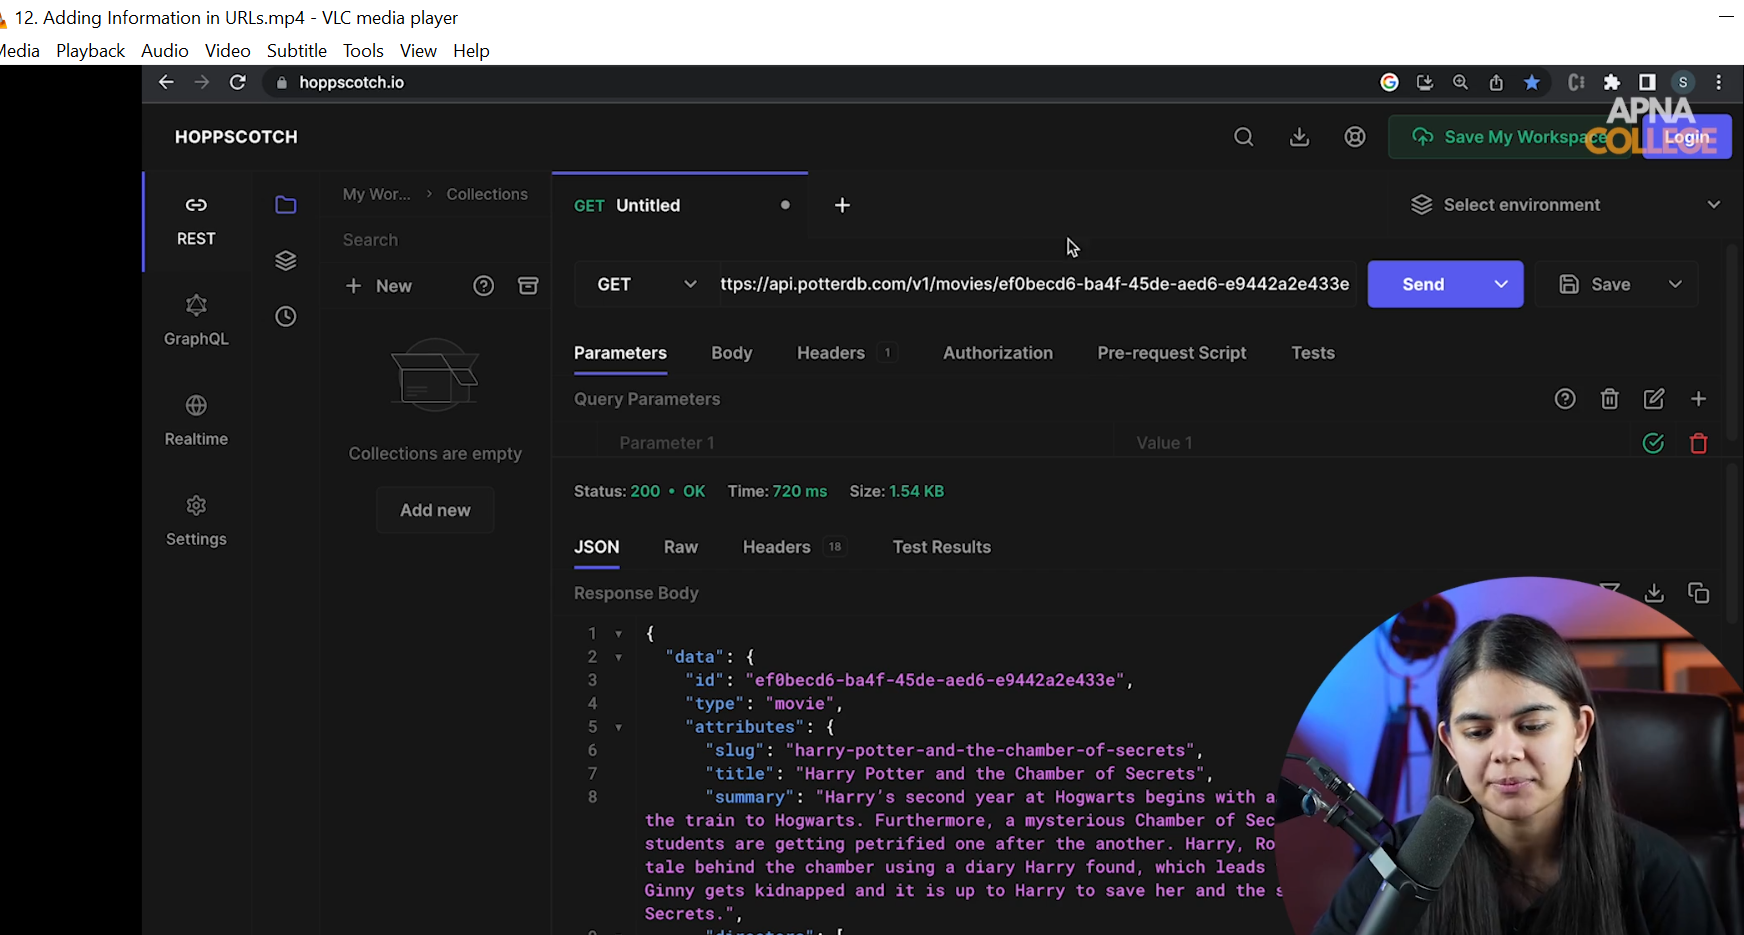 12. Adding Information in URLs.mp4 - VLC media player
Media Playback Audio Video Subtitle Tools View Help
hoppscotch.io
S
APNA
COLLEGE
HOPPSCOTCH
Save My Workspace
Login
My Wor... › Collections
GET Untitled
Select environment
REST
Search
New
GET
ttps://api.potterdb.com/v1/movies/ef0becd6-ba4f-45de-aed6-e9442a2e433e
Send
Save
GraphQL
Parameters Body Headers 1 Authorization Pre-request Script Tests
Query Parameters
Realtime
Parameter 1 Value 1
Collections are empty
Status: 200 • OK Time: 720 ms Size: 1.54 KB
Add new
Settings
JSON Raw Headers 18 Test Results
Response Body
1 {
2 "data": {
3 "id": "ef0becd6-ba4f-45de-aed6-e9442a2e433e",
4 "type": "movie",
5 "attributes": {
6 "slug": "harry-potter-and-the-chamber-of-secrets",
7 "title": "Harry Potter and the Chamber of Secrets",
8 "summary": "Harry’s second year at Hogwarts begins with a
the train to Hogwarts. Furthermore, a mysterious Chamber of Sec
students are getting petrified one after the another. Harry, Ro
tale behind the chamber using a diary Harry found, which leads
Ginny gets kidnapped and it is up to Harry to save her and the s
Secrets.",